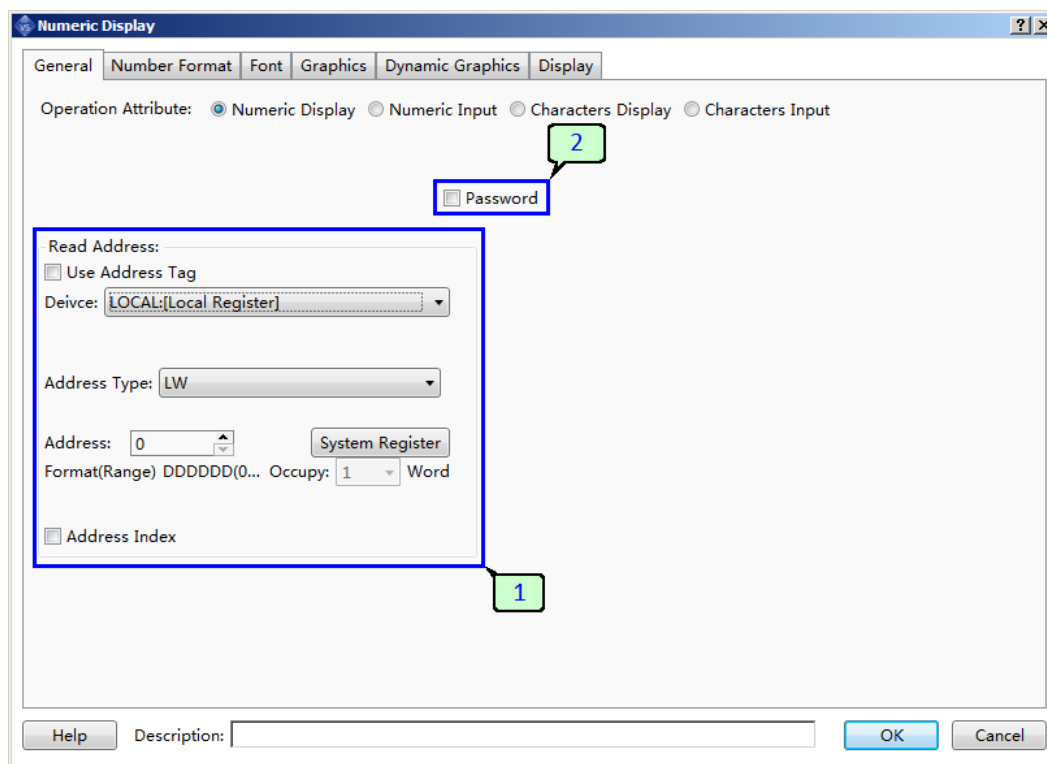 Numeric Display
General Number Format Font Graphics Dynamic Graphics Display
Operation Attribute: Numeric Display Numeric Input Characters Display Characters Input
2
Password
Read Address:
Use Address Tag
Deivce: LOCAL:[Local Register]
Address Type: LW
Address: 0 System Register
Format(Range) DDDDDD(0... Occupy: 1 Word
Address Index
1
Help Description: OK Cancel